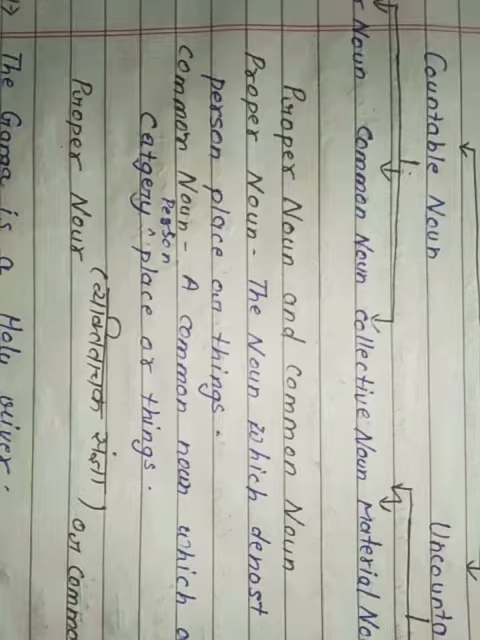 Countable Noun Uncounta
r Noun Common Noun Collective Noun Material No
Proper Noun and Common Noun
Proper Noun - The Noun which denost
person place or things.
Common Noun - A common noun which a
Catgery ^ person place or things.
Proper Noun ( संज्ञा ) or Commo
1) The Ganga is a Holy river.